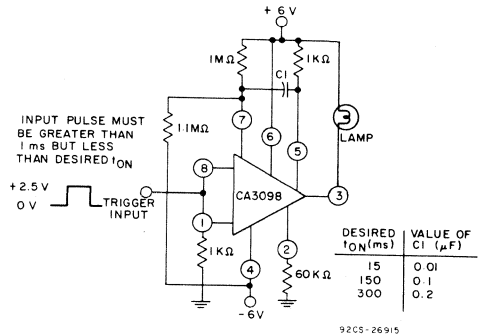 + 6V
1MΩ
C1
1KΩ
INPUT PULSE MUST
BE GREATER THAN
1 ms BUT LESS
THAN DESIRED tON
1.1MΩ
7
6
5
LAMP
8
CA3098
3
+2.5V
0V
TRIGGER
INPUT
1
2
1KΩ
4
60KΩ
-6V
DESIRED tON(ms) VALUE OF C1 (μF)
15 0.01
150 0.1
300 0.2
92CS-26915